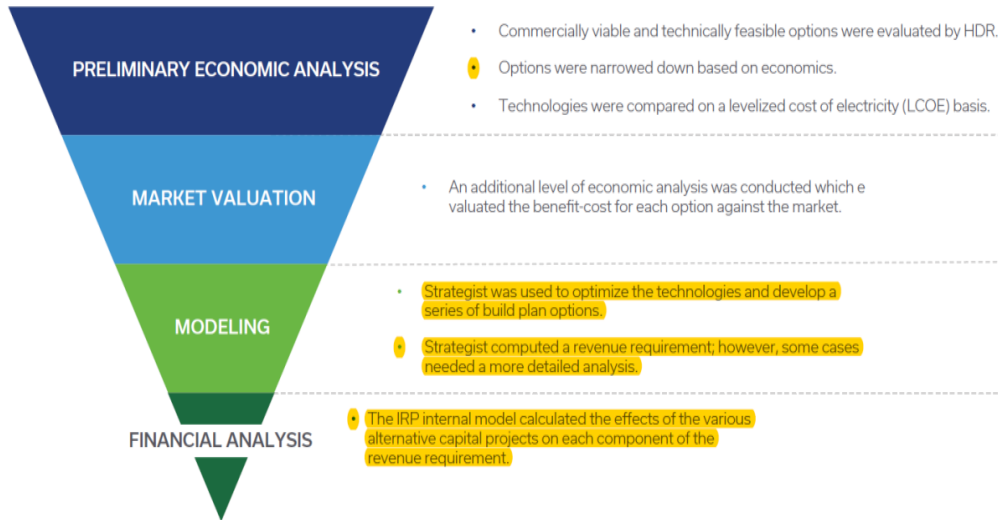 PRELIMINARY ECONOMIC ANALYSIS
• Commercially viable and technically feasible options were evaluated by HDR.
• Options were narrowed down based on economics.
• Technologies were compared on a levelized cost of electricity (LCOE) basis.
MARKET VALUATION
• An additional level of economic analysis was conducted which e
valuated the benefit-cost for each option against the market.
MODELING
• Strategist was used to optimize the technologies and develop a
series of build plan options.
• Strategist computed a revenue requirement; however, some cases
needed a more detailed analysis.
FINANCIAL ANALYSIS
• The IRP internal model calculated the effects of the various
alternative capital projects on each component of the
revenue requirement.